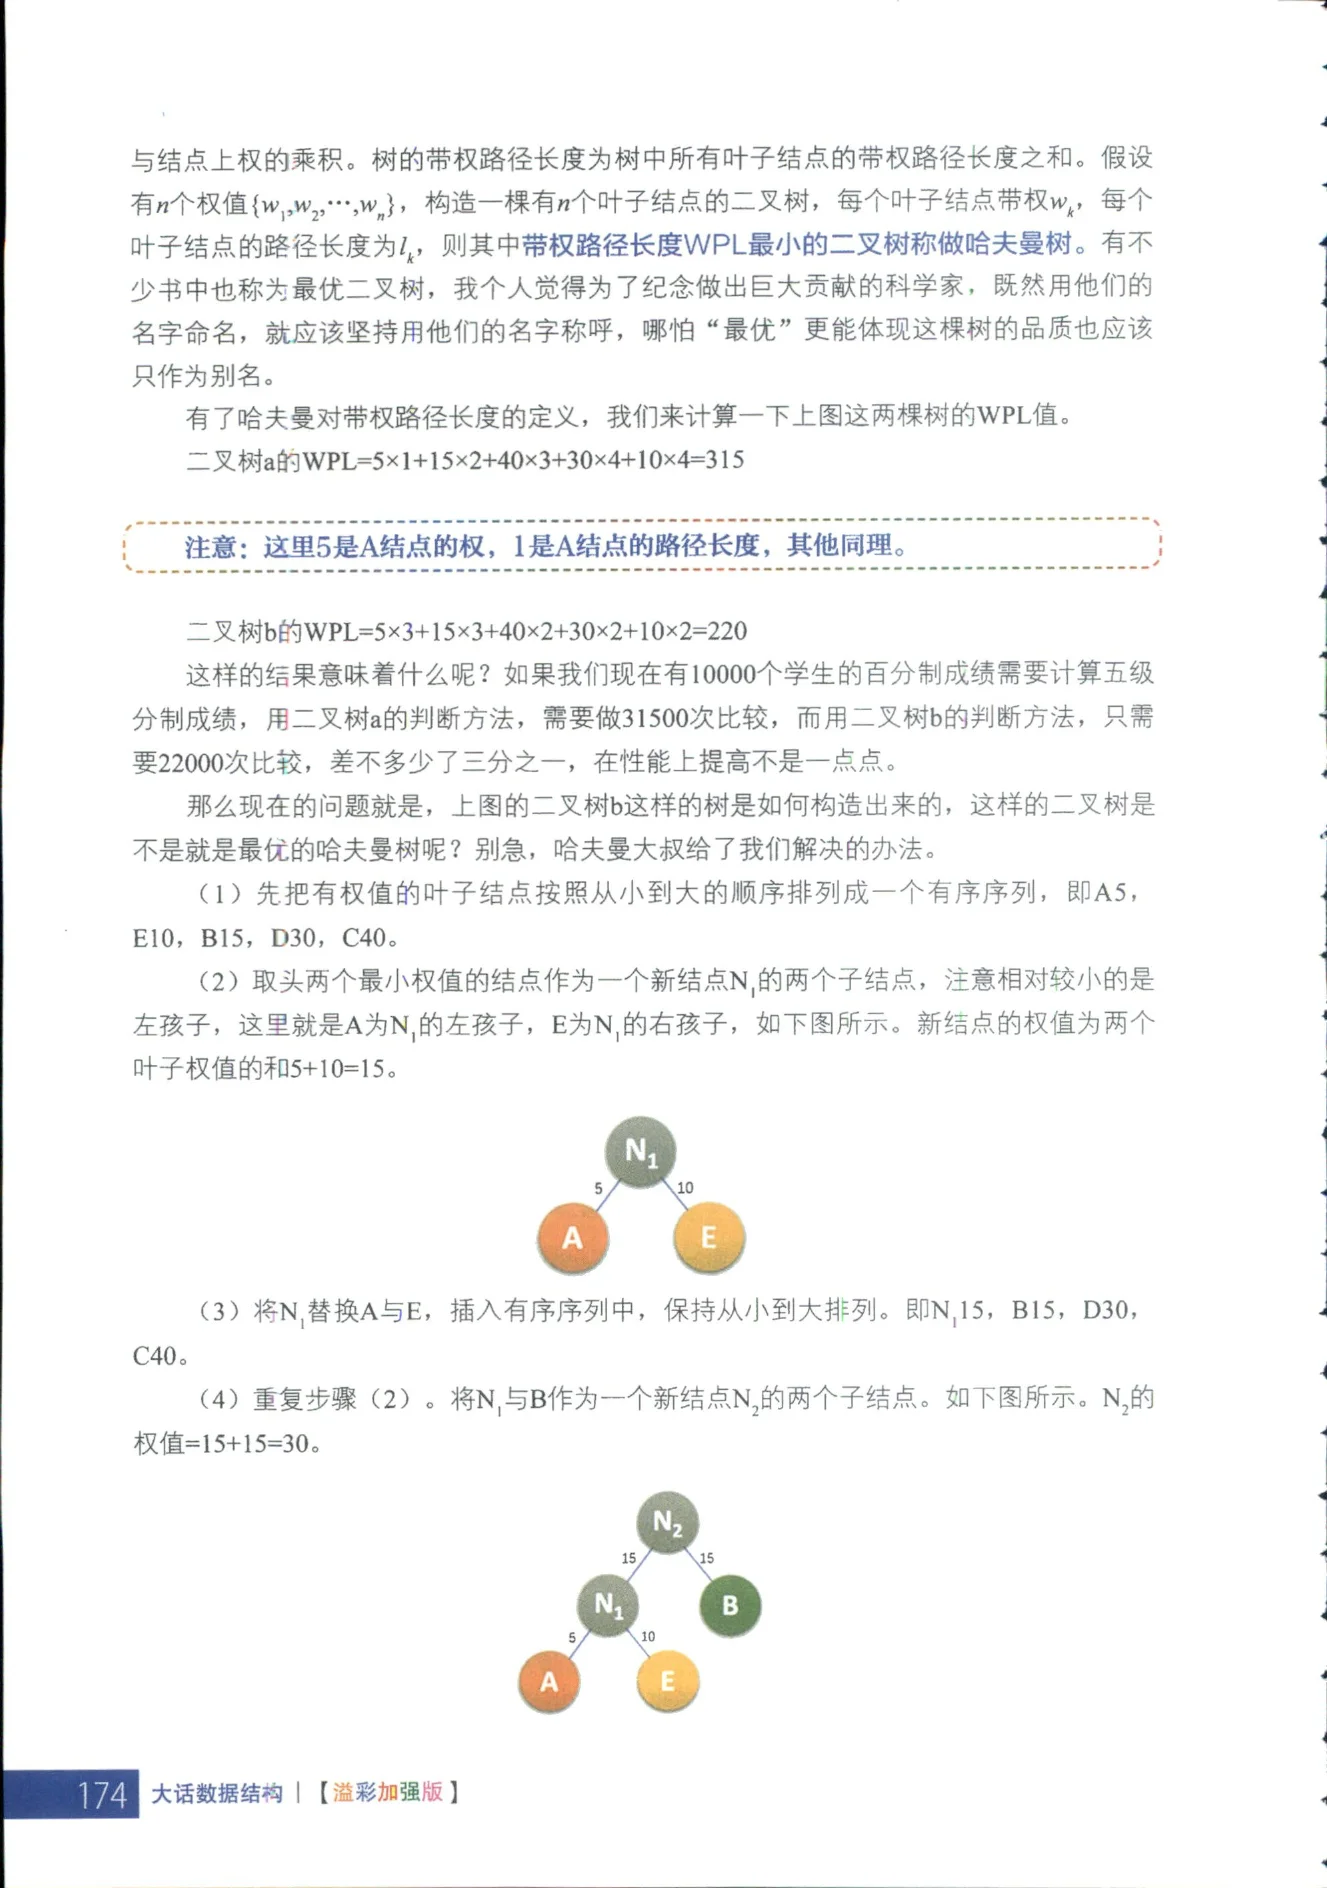 与结点上权的乘积。树的带权路径长度为树中所有叶子结点的带权路径长度之和。假设
有n个权值{w₁,w₂,…,wₙ}，构造一棵有n个叶子结点的二叉树，每个叶子结点带权wₖ，每个
叶子结点的路径长度为lₖ，则其中带权路径长度WPL最小的二叉树称做哈夫曼树。有不
少书中也称为最优二叉树，我个人觉得为了纪念做出巨大贡献的科学家，既然用他们的
名字命名，就应该坚持用他们的名字称呼，哪怕“最优”更能体现这棵树的品质也应该
只作为别名。
有了哈夫曼对带权路径长度的定义，我们来计算一下上图这两棵树的WPL值。
二叉树a的WPL=5×1+15×2+40×3+30×4+10×4=315
注意：这里5是A结点的权，1是A结点的路径长度，其他同理。
二叉树b的WPL=5×3+15×3+40×2+30×2+10×2=220
这样的结果意味着什么呢？如果我们现在有10000个学生的百分制成绩需要计算五级
分制成绩，用二叉树a的判断方法，需要做31500次比较，而用二叉树b的判断方法，只需
要22000次比较，差不多少了三分之一，在性能上提高不是一点点。
那么现在的问题就是，上图的二叉树b这样的树是如何构造出来的，这样的二叉树是
不是就是最优的哈夫曼树呢？别急，哈夫曼大叔给了我们解决的办法。
（1）先把有权值的叶子结点按照从小到大的顺序排列成一个有序序列，即A5，
E10，B15，D30，C40。
（2）取头两个最小权值的结点作为一个新结点N₁的两个子结点，注意相对较小的是
左孩子，这里就是A为N₁的左孩子，E为N₁的右孩子，如下图所示。新结点的权值为两个
叶子权值的和5+10=15。
N₁
5 10
A E
（3）将N₁替换A与E，插入有序序列中，保持从小到大排列。即N₁15，B15，D30，
C40。
（4）重复步骤（2）。将N₁与B作为一个新结点N₂的两个子结点。如下图所示。N₂的
权值=15+15=30。
N₂
15 15
N₁ B
5 10
A E
174 大话数据结构｜【溢彩加强版】